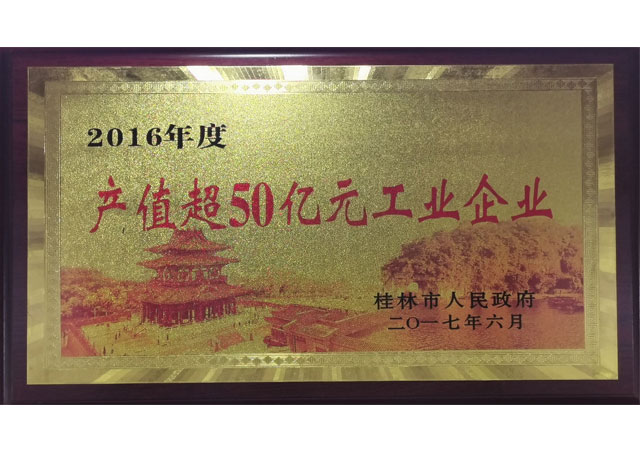 2016年度
产值超50亿元工业企业
桂林市人民政府
二〇一七年六月